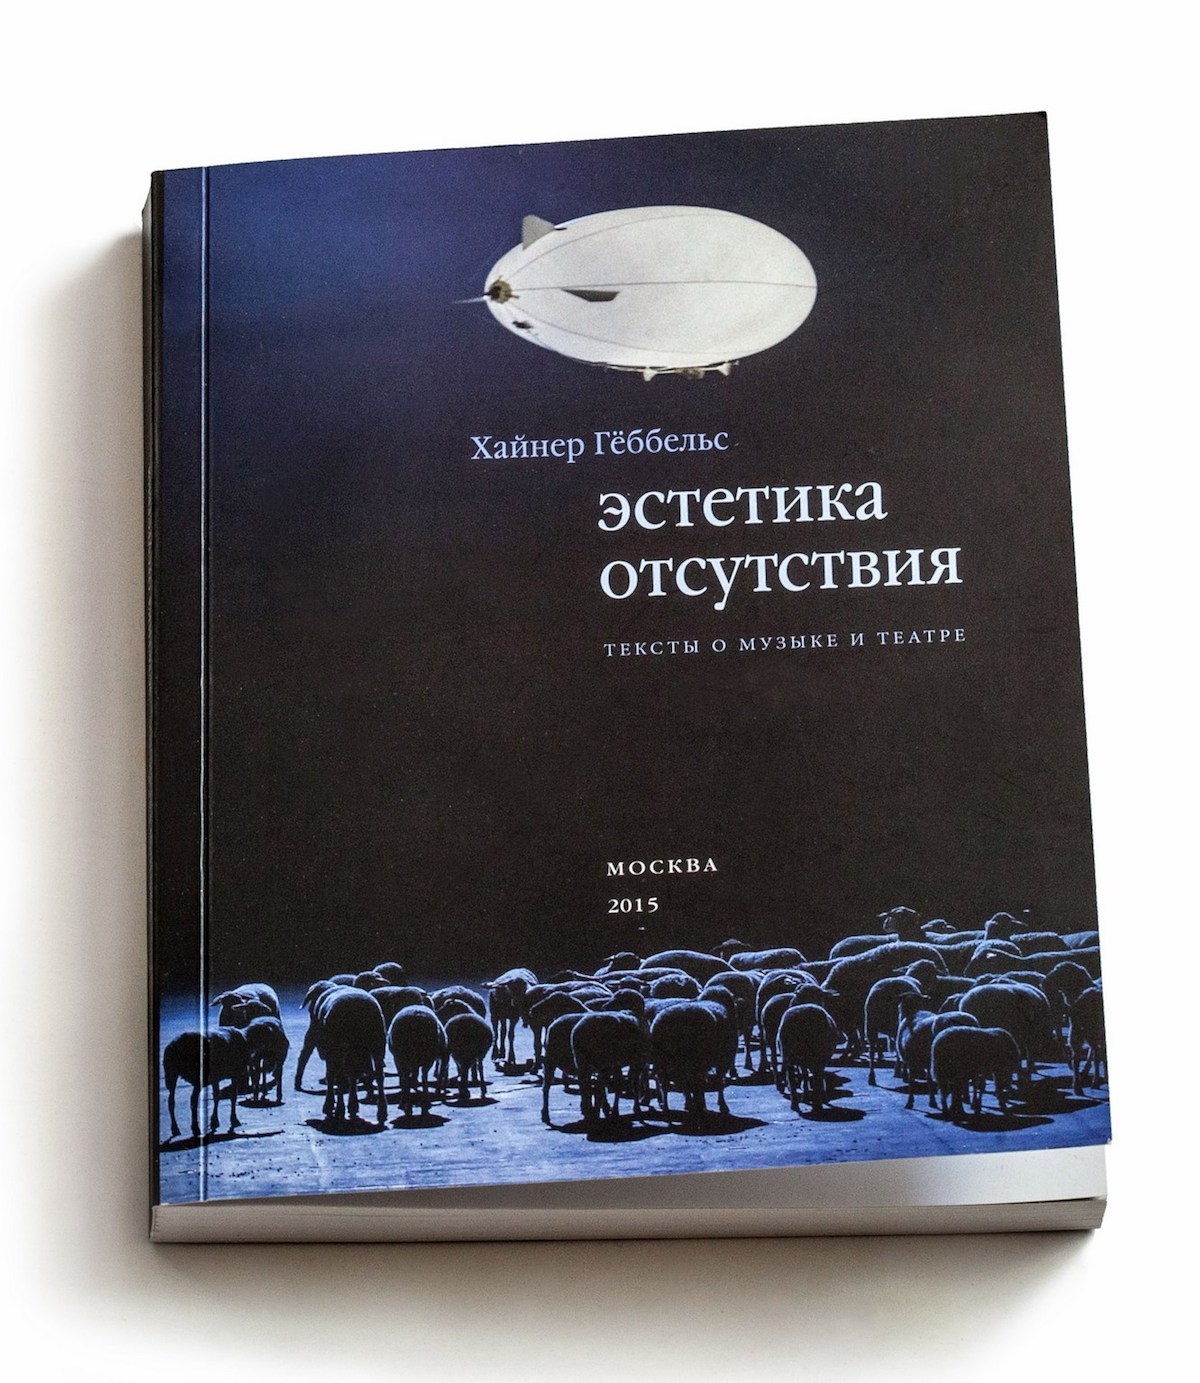 Хайнер Гёббельс
эстетика
отсутствия
ТЕКСТЫ О МУЗЫКЕ И ТЕАТРЕ
МОСКВА
2015